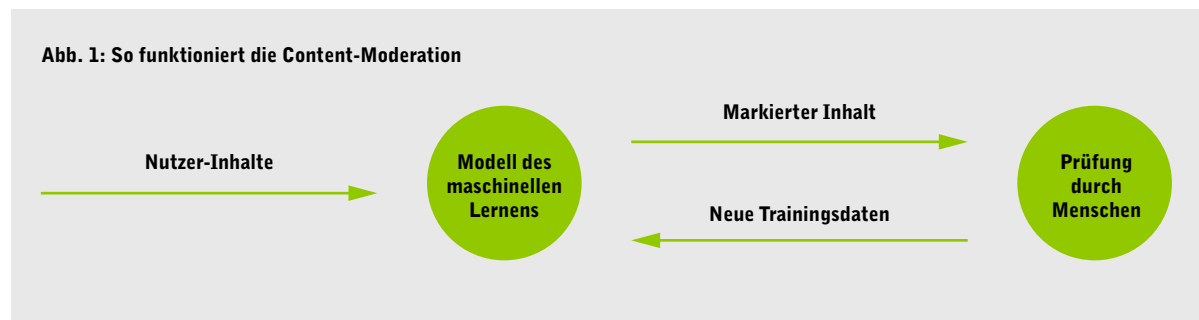 Abb. 1: So funktioniert die Content-Moderation
Nutzer-Inhalte
Modell des
maschinellen
Lernens
Markierter Inhalt
Neue Trainingsdaten
Prüfung
durch
Menschen